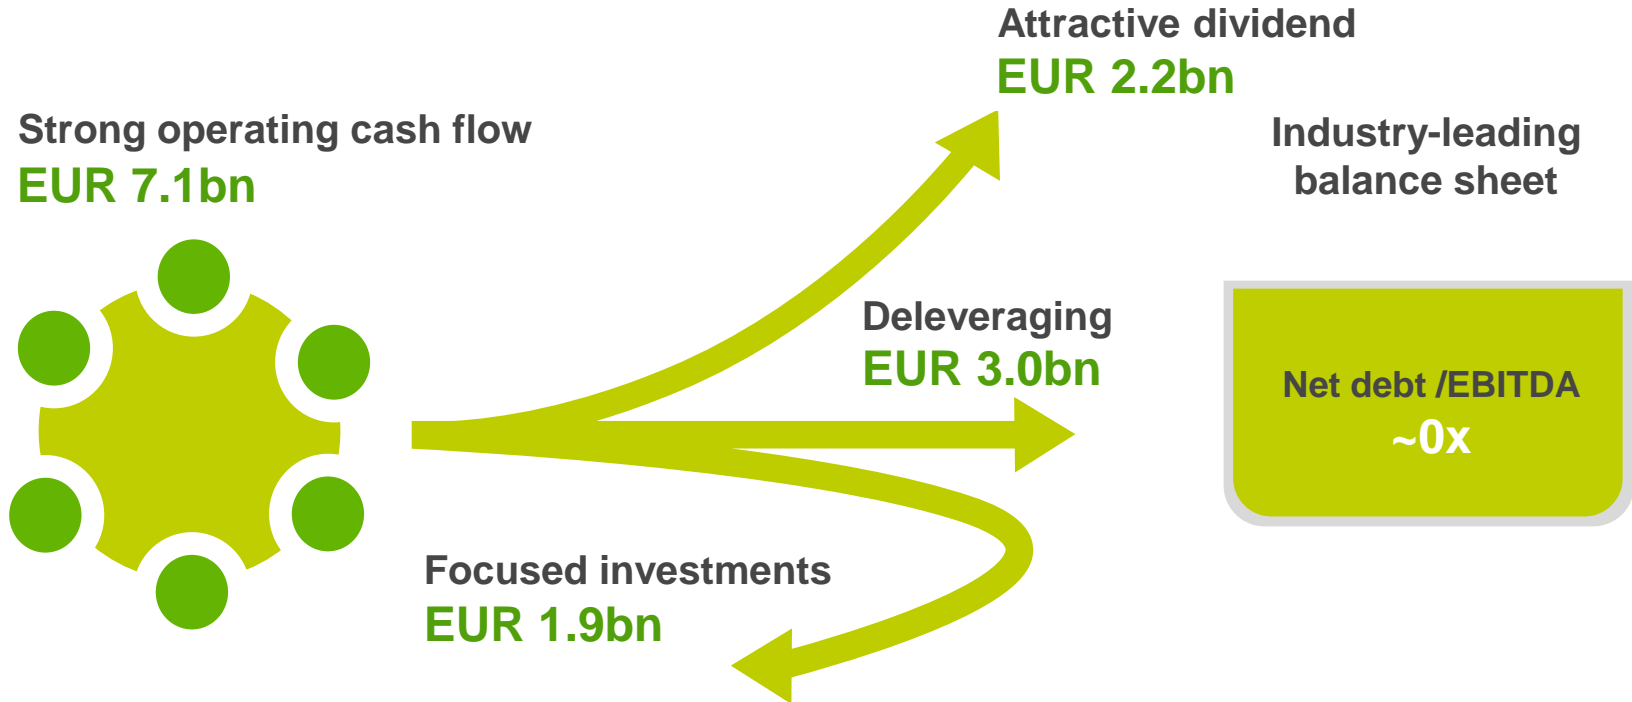 Attractive dividend
EUR 2.2bn
Strong operating cash flow
EUR 7.1bn
Industry-leading
balance sheet
Deleveraging
EUR 3.0bn
Net debt /EBITDA
~0x
Focused investments
EUR 1.9bn